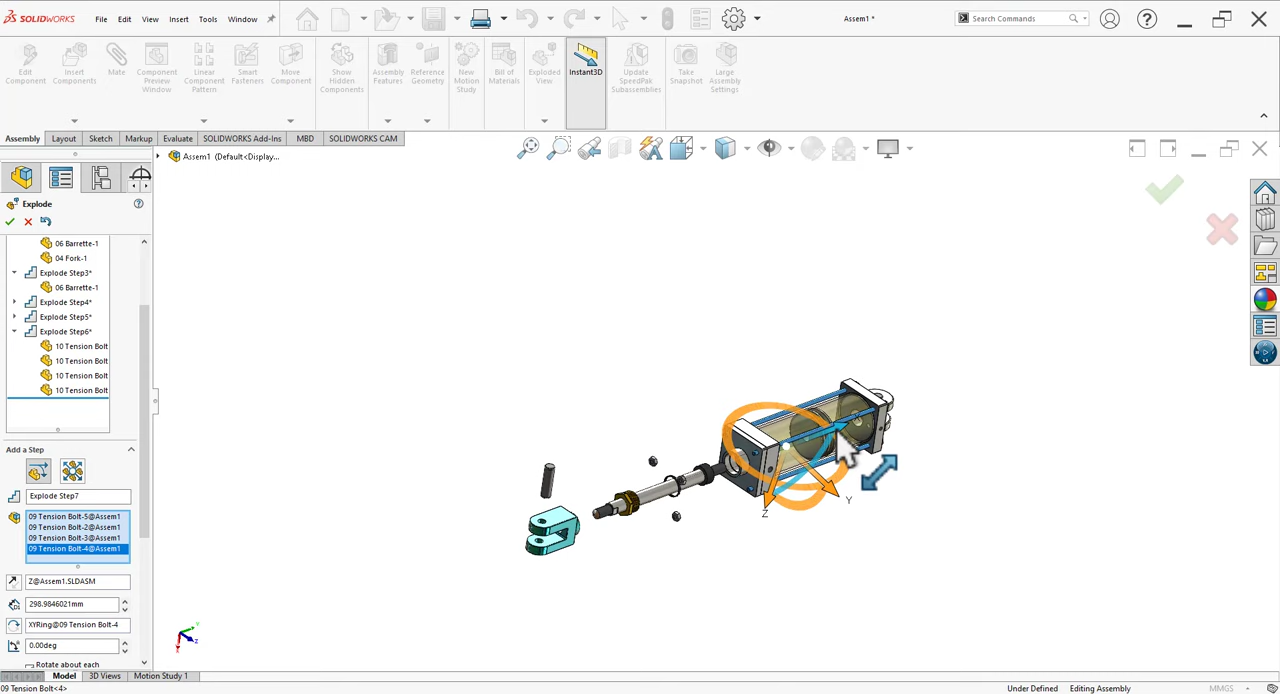 SOLIDWORKS File Edit View Insert Tools Window Assem1 * Search Commands
Edit Component
Insert Components
Mate
Component Preview Window
Linear Component Pattern
Smart Fasteners
Move Component
Show Hidden Components
Assembly Features
Reference Geometry
New Motion Study
Bill of Materials
Exploded View
Instant3D
Update SpeedPak Subassemblies
Take Snapshot
Large Assembly Settings
Assembly Layout Sketch Markup Evaluate SOLIDWORKS Add-Ins MBD SOLIDWORKS CAM
Assem1 (Default<Display...
Explode
06 Barrette-1
04 Fork-1
Explode Step3*
06 Barrette-1
Explode Step4*
Explode Step5*
Explode Step6*
10 Tension Bolt
10 Tension Bolt
10 Tension Bolt
10 Tension Bolt
Add a Step
Explode Step7
09 Tension Bolt-5@Assem1
09 Tension Bolt-2@Assem1
09 Tension Bolt-3@Assem1
09 Tension Bolt-4@Assem1
Z@Assem1.SLDASM
298.9846021mm
XYRing@09 Tension Bolt-4
0.00deg
Rotate about each
Y
Z
Model 3D Views Motion Study 1
09 Tension Bolt<4> Under Defined Editing Assembly MMGS